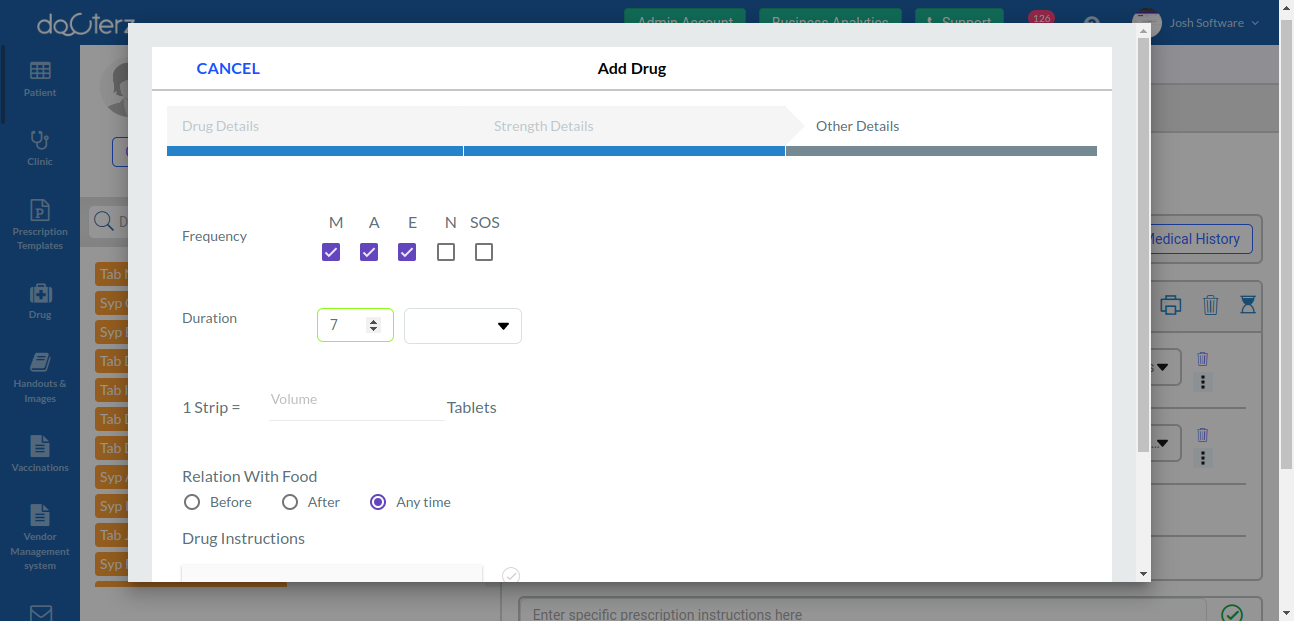 doCterz
Admin Account
Business Analytics
Support
126
Josh Software
Patient
Clinic
Prescription
Templates
Drug
Handouts &
Images
Vaccinations
Vendor
Management
system
D
Tab
Syp
Syp
Tab
Tab
Tab
Tab
Syp
Syp
Tab
Syp
CANCEL
Add Drug
Drug Details
Strength Details
Other Details
Frequency
M A E N SOS
Duration
7
1 Strip =
Volume
Tablets
Relation With Food
Before
After
Any time
Drug Instructions
Medical History
Enter specific prescription instructions here